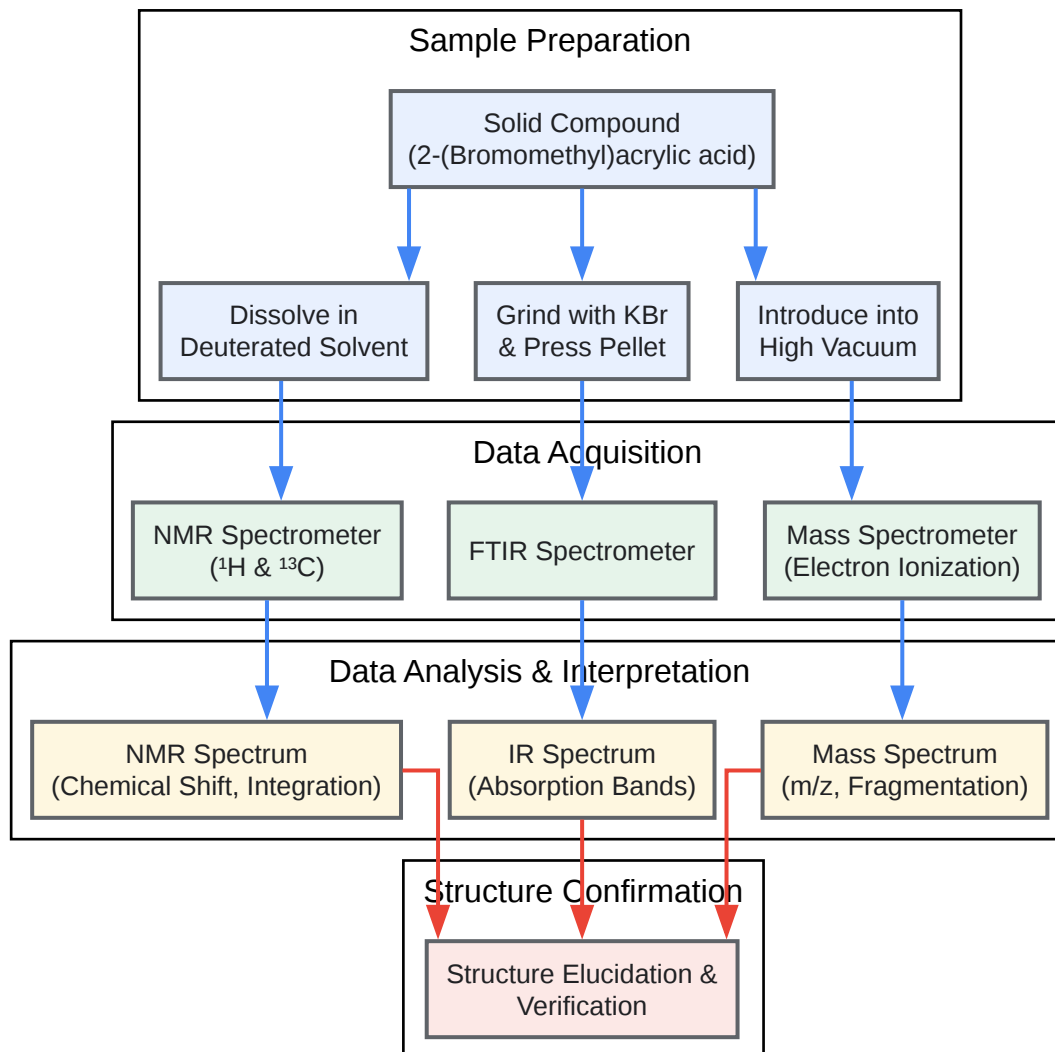 Sample Preparation
Solid Compound
(2-(Bromomethyl)acrylic acid)
Dissolve in
Deuterated Solvent
Grind with KBr
& Press Pellet
Introduce into
High Vacuum
Data Acquisition
NMR Spectrometer
(¹H & ¹³C)
FTIR Spectrometer
Mass Spectrometer
(Electron Ionization)
Data Analysis & Interpretation
NMR Spectrum
(Chemical Shift, Integration)
IR Spectrum
(Absorption Bands)
Mass Spectrum
(m/z, Fragmentation)
Structure Confirmation
Structure Elucidation &
Verification